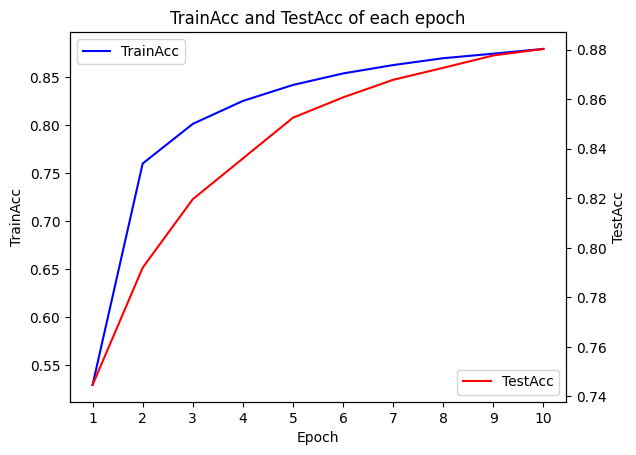 TrainAcc and TestAcc of each epoch
TrainAcc
0.85
0.80
0.75
0.70
0.65
0.60
0.55
TrainAcc
0.88
0.86
0.84
0.82
0.80
0.78
0.76
0.74
TestAcc
TestAcc
1 2 3 4 5 6 7 8 9 10
Epoch